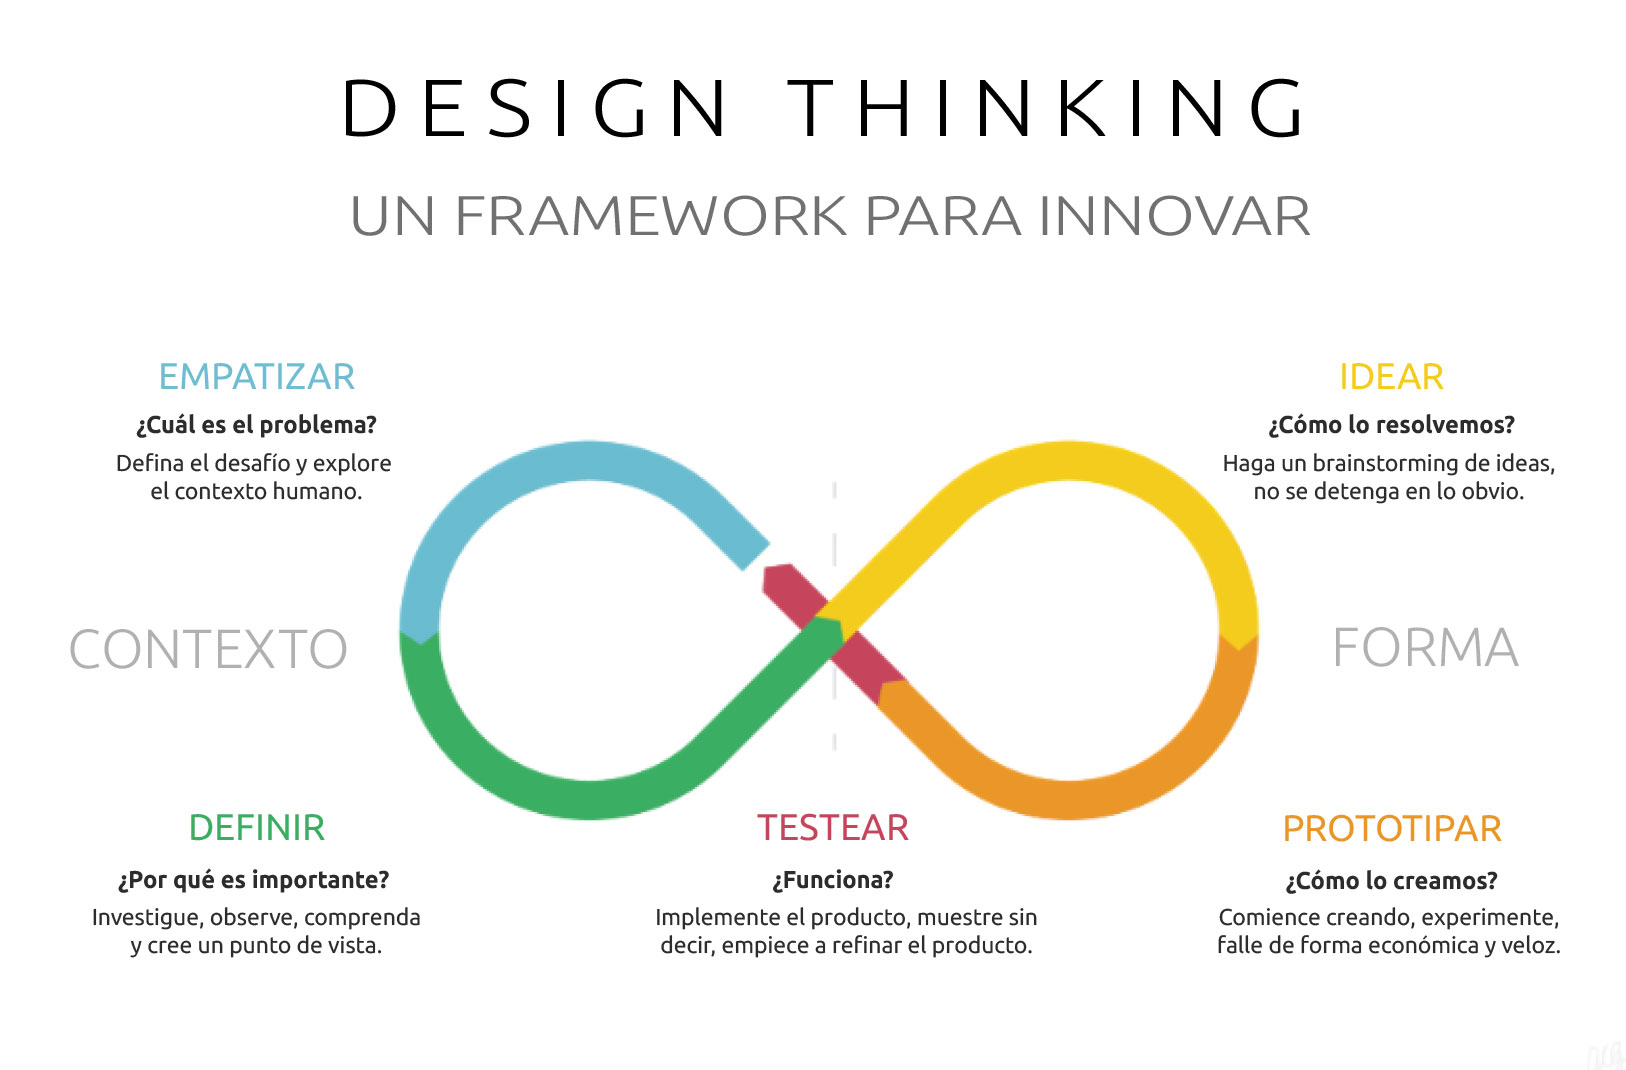 DESIGN THINKING
UN FRAMEWORK PARA INNOVAR
EMPATIZAR
¿Cuál es el problema?
Defina el desafío y explore
el contexto humano.
IDEAR
¿Cómo lo resolvemos?
Haga un brainstorming de ideas,
no se detenga en lo obvio.
CONTEXTO
FORMA
DEFINIR
¿Por qué es importante?
Investigue, observe, comprenda
y cree un punto de vista.
TESTEAR
¿Funciona?
Implemente el producto, muestre sin
decir, empiece a refinar el producto.
PROTOTIPAR
¿Cómo lo creamos?
Comience creando, experimente,
falle de forma económica y veloz.